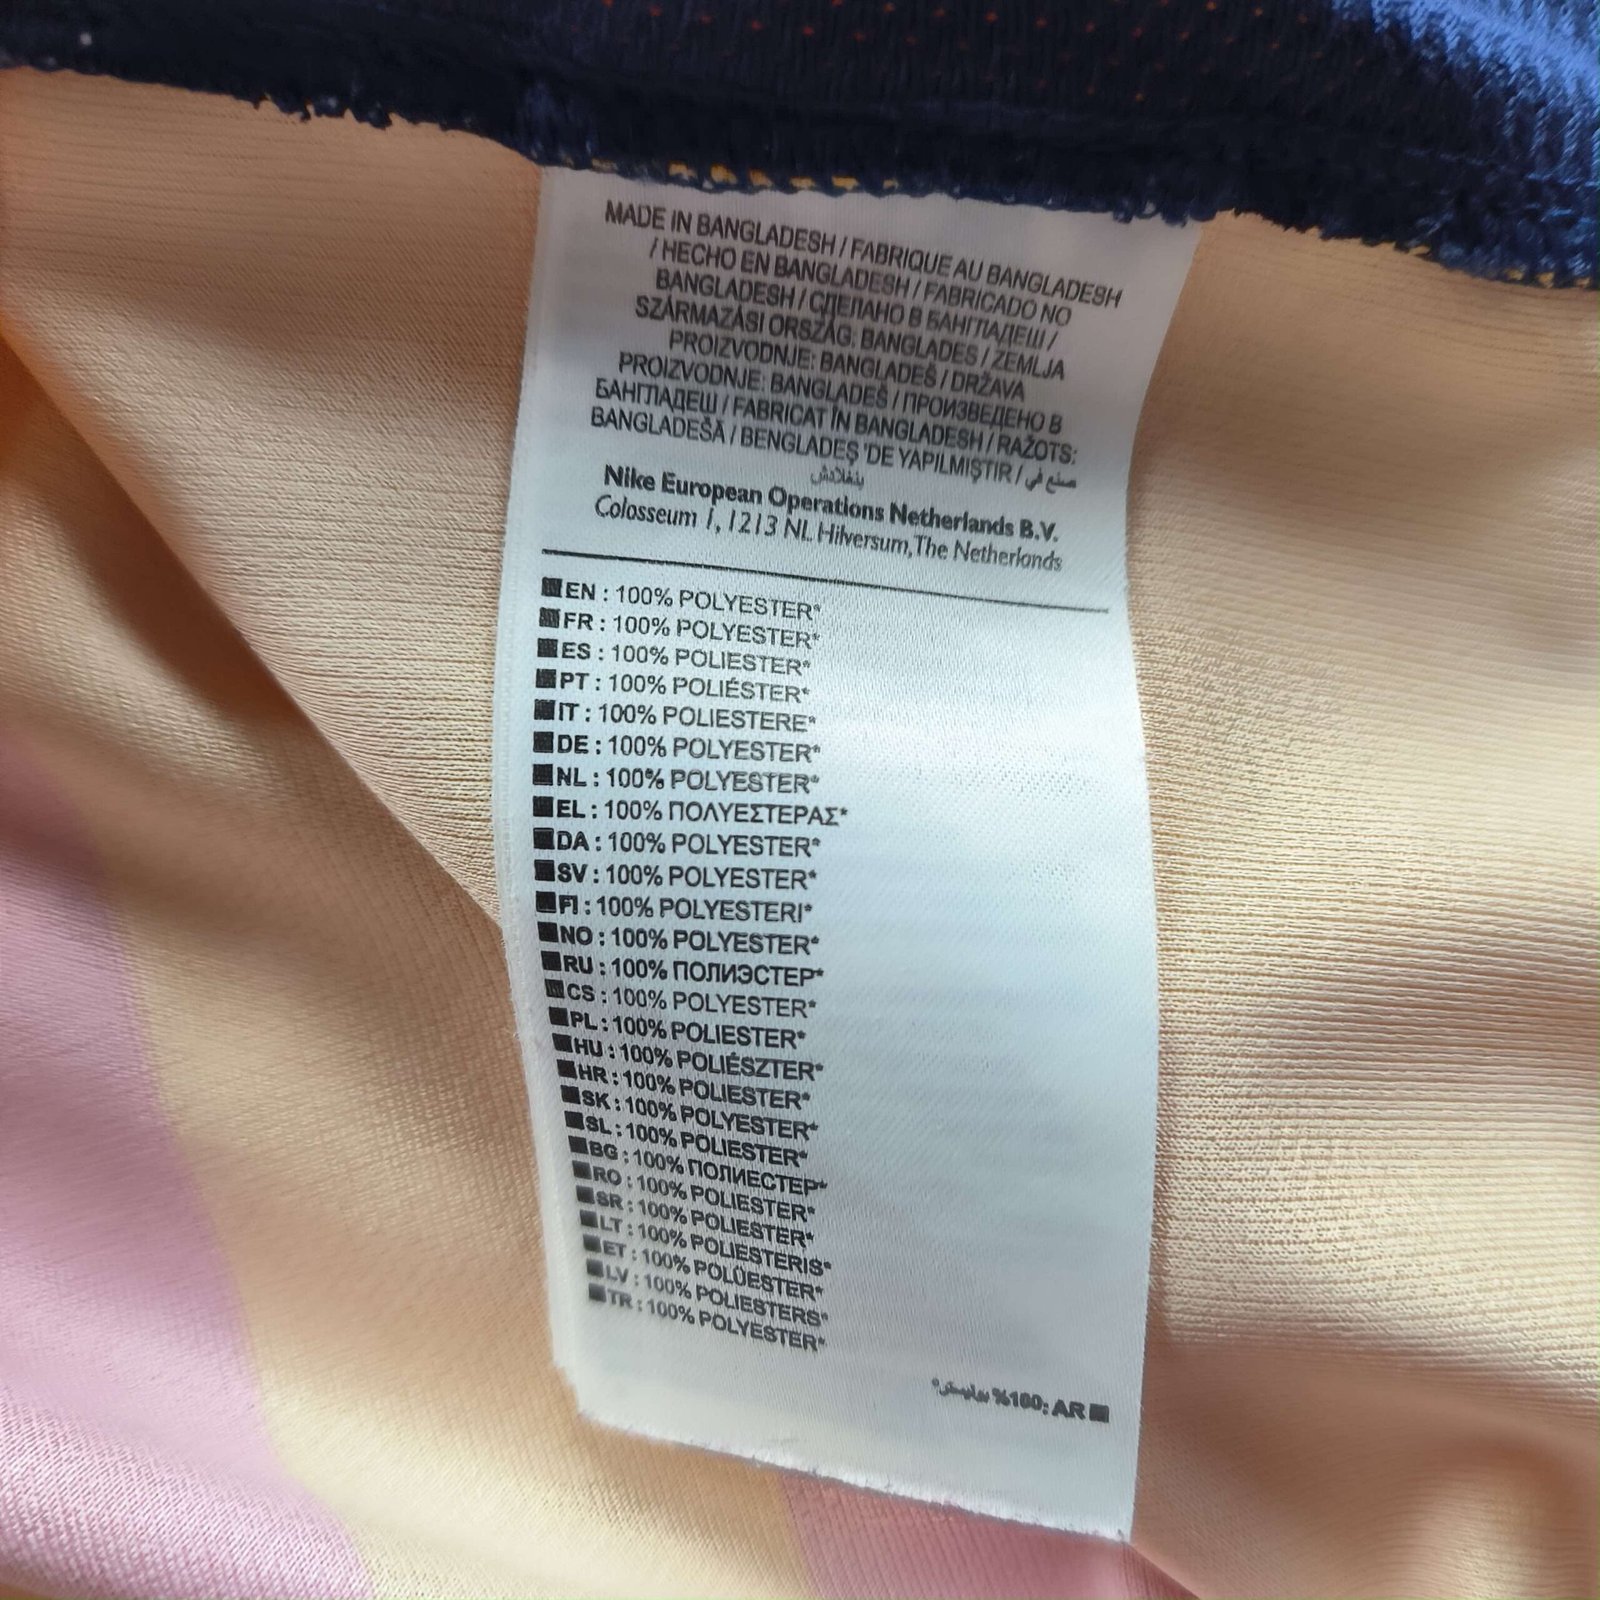 MADE IN BANGLADESH / FABRIQUE AU BANGLADESH
/ HECHO EN BANGLADESH / FABRICADO NO
BANGLADESH / СДЕЛАНО В БАНГЛАДЕШ /
SZÁRMAZÁSI ORSZÁG: BANGLADES / ZEMLJA
PROIZVODNJE: BANGLADEŠ / DRŽAVA
PROIZVODNJE: BANGLADEŠ / ПРОИЗВЕДЕНО В
БАНГЛАДЕШ / FABRICAT ÎN BANGLADESH / RAŽOTS:
BANGLADEŠĀ / BENGLADEŞ 'DE YAPILMIŞTIR / صنع في
بنغلادش
Nike European Operations Netherlands B.V.
Colosseum 1, 1213 NL Hilversum, The Netherlands
EN : 100% POLYESTER*
FR : 100% POLYESTER*
ES : 100% POLIESTER*
PT : 100% POLIÉSTER*
IT : 100% POLIESTERE*
DE : 100% POLYESTER*
NL : 100% POLYESTER*
EL : 100% ΠΟΛΥΕΣΤΕΡΑΣ*
DA : 100% POLYESTER*
SV : 100% POLYESTER*
FI : 100% POLYESTERI*
NO : 100% POLYESTER*
RU : 100% ПОЛИЭСТЕР*
CS : 100% POLYESTER*
PL : 100% POLIESTER*
HU : 100% POLIÉSZTER*
HR : 100% POLIESTER*
SK : 100% POLYESTER*
SL : 100% POLIESTER*
BG : 100% ПОЛИЕСТЕР*
RO : 100% POLIESTER*
SR : 100% POLIESTER*
LT : 100% POLIESTERIS*
ET : 100% POLÜESTER*
LV : 100% POLIESTERS*
TR : 100% POLYESTER*
AR :100% بوليستر*